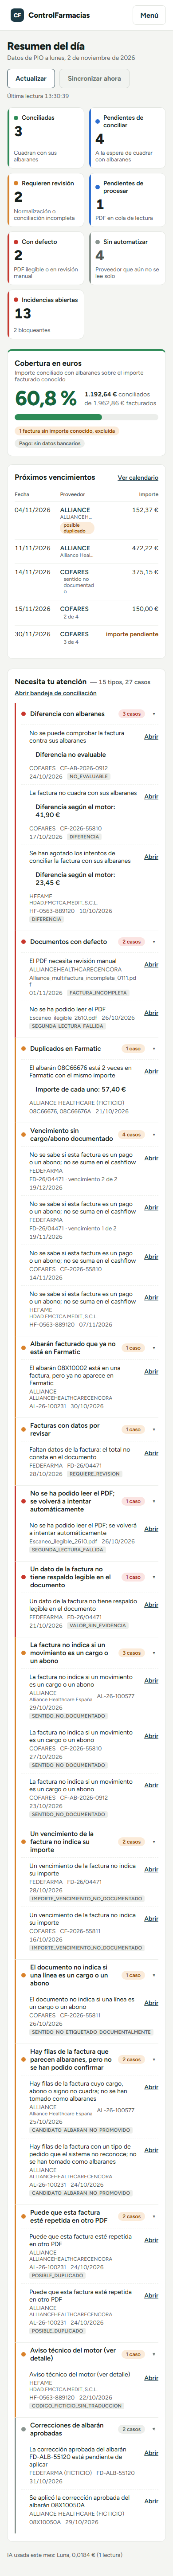 CF ControlFarmacias Menú
Resumen del día
Datos de PIO a lunes, 2 de noviembre de 2026
Actualizar Sincronizar ahora
Última lectura 13:30:39
Conciliadas
3
Cuadran con sus
albaranes
Pendientes de
conciliar
4
A la espera de cuadrar
con albaranes
Requieren revisión
2
Normalización o
conciliación incompleta
Pendientes de
procesar
1
PDF en cola de lectura
Con defecto
2
PDF ilegible o en revisión
manual
Sin automatizar
4
Proveedor que aún no se
lee solo
Incidencias abiertas
13
2 bloqueantes
Cobertura en euros
Importe conciliado con albaranes sobre el importe
facturado conocido
60,8 % 1.192,64 € conciliados
de 1.962,86 € facturados
1 factura sin importe conocido, excluida
Pago: sin datos bancarios
Próximos vencimientos Ver calendario
Fecha Proveedor Importe
04/11/2026 ALLIANCE 152,37 €
ALLIANCEH…
posible
duplicado
11/11/2026 ALLIANCE 472,22 €
Alliance Heal…
14/11/2026 COFARES 375,15 €
sentido no
documentad
o
15/11/2026 COFARES 150,00 €
2 de 4
30/11/2026 COFARES importe pendiente
3 de 4
Necesita tu atención — 15 tipos, 27 casos
Abrir bandeja de conciliación
Diferencia con albaranes 3 casos
No se puede comprobar la factura
contra sus albaranes
Abrir
Diferencia no evaluable
COFARES CF-AB-2026-0912
24/10/2026 NO_EVALUABLE
La factura no cuadra con sus albaranes
Abrir
Diferencia según el motor:
41,90 €
COFARES CF-2026-55810
17/10/2026 DIFERENCIA
Se han agotado los intentos de
conciliar la factura con sus albaranes
Abrir
Diferencia según el motor:
23,45 €
HEFAME
HDAD.FMCTCA.MEDIT.,S.C.L.
HF-0563-889120 10/10/2026
DIFERENCIA
Documentos con defecto 2 casos
El PDF necesita revisión manual
Abrir
ALLIANCEHEALTHCARECENCORA
Alliance_multifactura_incompleta_0111.pd
f
01/11/2026 FACTURA_INCOMPLETA
No se ha podido leer el PDF
Abrir
Escaneo_ilegible_2610.pdf 26/10/2026
SEGUNDA_LECTURA_FALLIDA
Duplicados en Farmatic 1 caso
El albarán 08C66676 está 2 veces en
Farmatic con el mismo importe
Abrir
Importe de cada uno: 57,40 €
ALLIANCE HEALTHCARE (FICTICIO)
08C66676, 08C66676A 21/10/2026
Vencimiento sin
cargo/abono documentado
4 casos
No se sabe si esta factura es un pago
o un abono; no se suma en el cashflow
Abrir
FEDEFARMA
FD-26/04471 · vencimiento 2 de 2
19/12/2026
No se sabe si esta factura es un pago
o un abono; no se suma en el cashflow
Abrir
FEDEFARMA
FD-26/04471 · vencimiento 1 de 2
19/11/2026
No se sabe si esta factura es un pago
o un abono; no se suma en el cashflow
Abrir
COFARES CF-2026-55810
14/11/2026
No se sabe si esta factura es un pago
o un abono; no se suma en el cashflow
Abrir
HEFAME
HDAD.FMCTCA.MEDIT.,S.C.L.
HF-0563-889120 07/11/2026
Albarán facturado que ya no
está en Farmatic
1 caso
El albarán 08X10002 está en una
factura, pero ya no aparece en
Farmatic
Abrir
ALLIANCE
ALLIANCEHEALTHCARECENCORA
AL-26-100231 30/10/2026
Facturas con datos por
revisar
1 caso
Faltan datos de la factura: el total no
consta en el documento
Abrir
FEDEFARMA FD-26/04471
28/10/2026 REQUIERE_REVISION
No se ha podido leer el PDF;
se volverá a intentar
automáticamente
1 caso
No se ha podido leer el PDF; se volverá
a intentar automáticamente
Abrir
Escaneo_ilegible_2610.pdf 26/10/2026
SEGUNDA_LECTURA_FALLIDA
Un dato de la factura no
tiene respaldo legible en el
documento
1 caso
Un dato de la factura no tiene respaldo
legible en el documento
Abrir
FEDEFARMA FD-26/04471
21/10/2026 VALOR_SIN_EVIDENCIA
La factura no indica si un
movimiento es un cargo o
un abono
3 casos
La factura no indica si un movimiento
es un cargo o un abono
Abrir
ALLIANCE
Alliance Healthcare España AL-26-100577
29/10/2026
SENTIDO_NO_DOCUMENTADO
La factura no indica si un movimiento
es un cargo o un abono
Abrir
COFARES CF-2026-55810
27/10/2026
SENTIDO_NO_DOCUMENTADO
La factura no indica si un movimiento
es un cargo o un abono
Abrir
COFARES CF-AB-2026-0912
23/10/2026
SENTIDO_NO_DOCUMENTADO
Un vencimiento de la
factura no indica su
importe
2 casos
Un vencimiento de la factura no indica
su importe
Abrir
FEDEFARMA FD-26/04471
28/10/2026
IMPORTE_VENCIMIENTO_NO_DOCUMENTADO
Un vencimiento de la factura no indica
su importe
Abrir
COFARES CF-2026-55811
16/10/2026
IMPORTE_VENCIMIENTO_NO_DOCUMENTADO
El documento no indica si
una línea es un cargo o un
abono
1 caso
El documento no indica si una línea es
un cargo o un abono
Abrir
COFARES CF-2026-55811
26/10/2026
SENTIDO_NO_ETIQUETADO_DOCUMENTALMENTE
Hay filas de la factura que
parecen albaranes, pero no
se han podido confirmar
2 casos
Hay filas de la factura cuyo cargo,
abono o signo no cuadra; no se han
tomado como albaranes
Abrir
ALLIANCE
Alliance Healthcare España AL-26-100577
25/10/2026
CANDIDATO_ALBARAN_NO_PROMOVIDO
Hay filas de la factura con un tipo de
pedido que el sistema no reconoce; no
se han tomado como albaranes
Abrir
ALLIANCE
ALLIANCEHEALTHCARECENCORA
AL-26-100231 24/10/2026
CANDIDATO_ALBARAN_NO_PROMOVIDO
Puede que esta factura
esté repetida en otro PDF
2 casos
Puede que esta factura esté repetida
en otro PDF
Abrir
ALLIANCE
ALLIANCEHEALTHCARECENCORA
AL-26-100231 24/10/2026
POSIBLE_DUPLICADO
Puede que esta factura esté repetida
en otro PDF
Abrir
ALLIANCE
ALLIANCEHEALTHCARECENCORA
AL-26-100231 24/10/2026
POSIBLE_DUPLICADO
Aviso técnico del motor (ver
detalle)
1 caso
Aviso técnico del motor (ver detalle)
Abrir
HEFAME
HDAD.FMCTCA.MEDIT.,S.C.L.
HF-0563-889120 22/10/2026
CODIGO_FICTICIO_SIN_TRADUCCION
Correcciones de albarán
aprobadas
2 casos
La corrección aprobada del albarán
FD-ALB-55120 está pendiente de
aplicar
Abrir
FEDEFARMA (FICTICIO) FD-ALB-55120
31/10/2026
Se aplicó la corrección aprobada del
albarán 08X10050A
Abrir
ALLIANCE HEALTHCARE (FICTICIO)
08X10050A 29/10/2026
IA usada este mes: Luna, 0,0184 € (1 lectura)